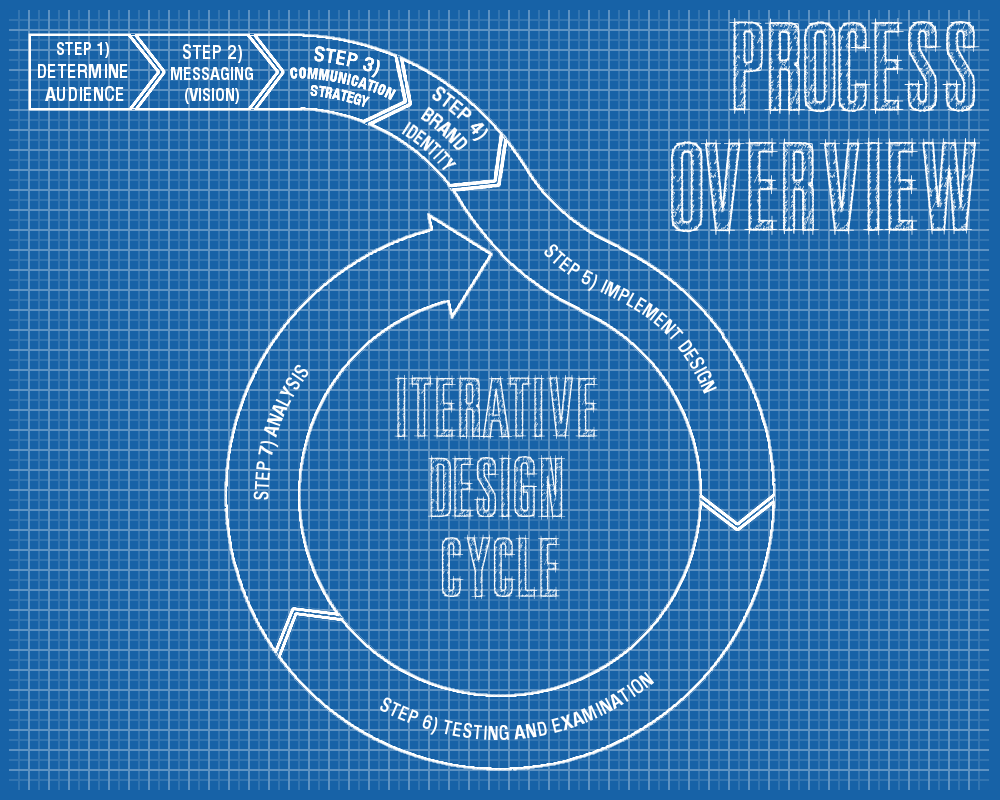 PROCESS
OVERVIEW
STEP 1)
DETERMINE
AUDIENCE
STEP 2)
MESSAGING
(VISION)
STEP 3)
COMMUNICATION
STRATEGY
STEP 4)
BRAND
IDENTITY
STEP 5) IMPLEMENT DESIGN
STEP 6) TESTING AND EXAMINATION
STEP 7) ANALYSIS
ITERATIVE
DESIGN
CYCLE